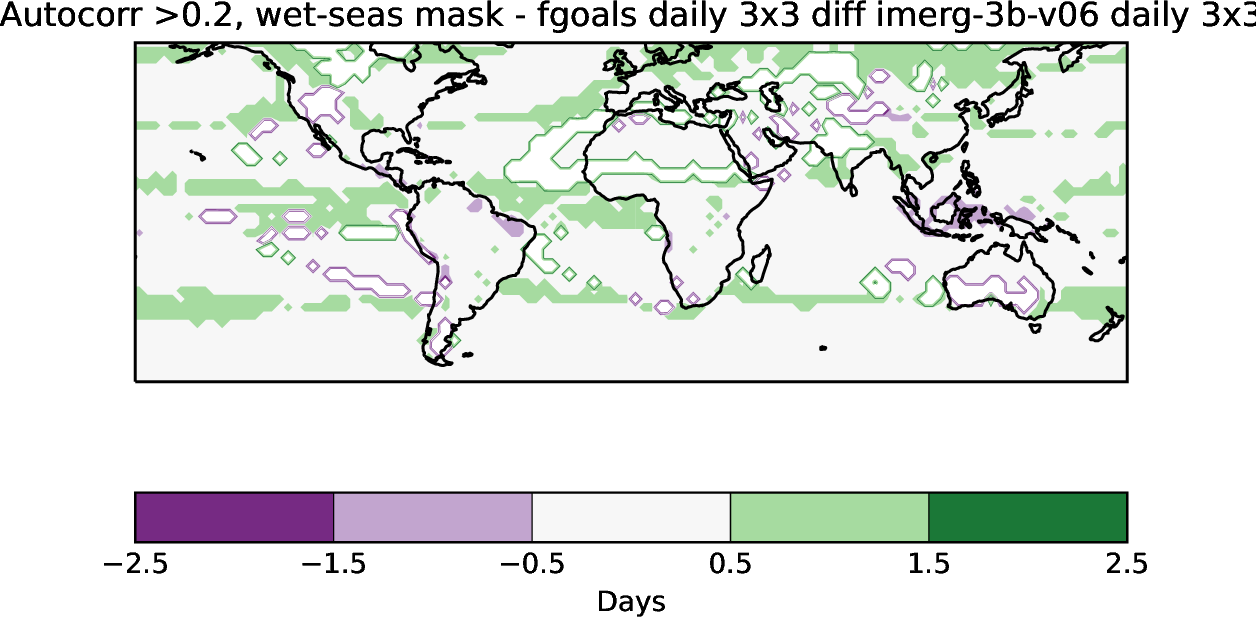 Autocorr >0.2, wet-seas mask - fgoals daily 3x3 diff imerg-3b-v06 daily 3x3
−2.5 −1.5 −0.5 0.5 1.5 2.5
Days